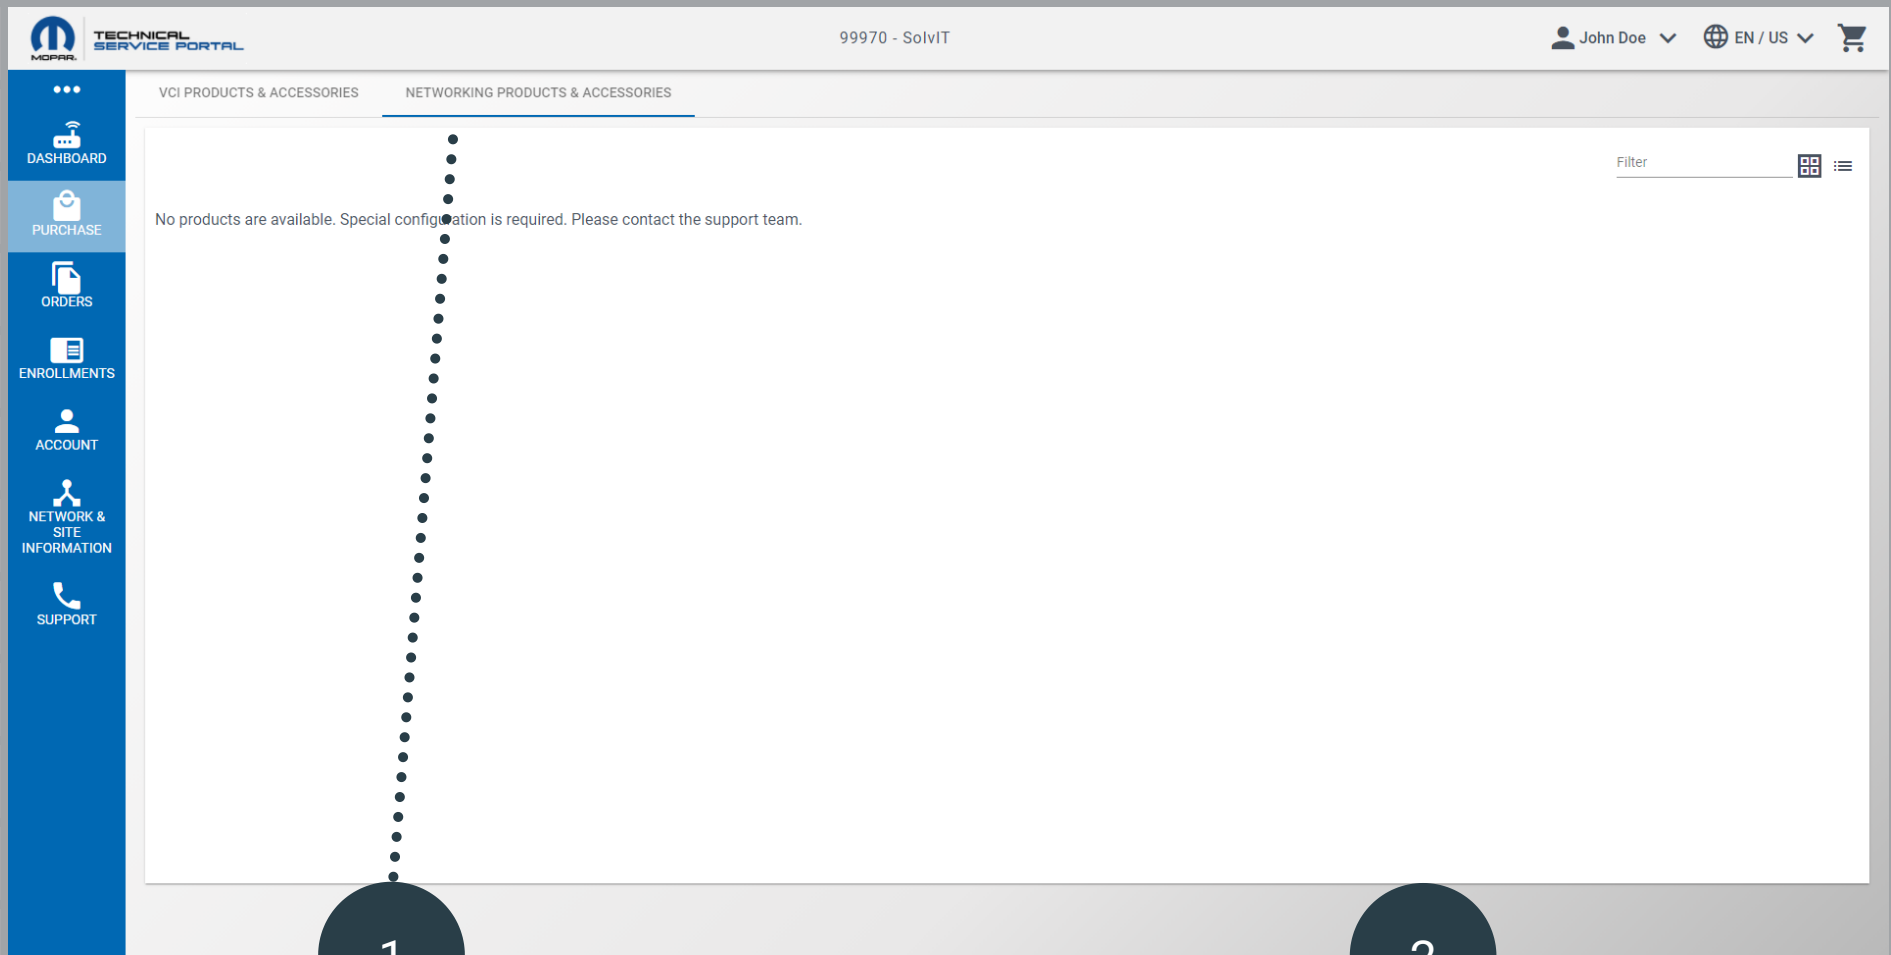 MOPAR.
TECHNICAL
SERVICE PORTAL
99970 - SolvIT
John Doe
EN / US
DASHBOARD
PURCHASE
ORDERS
ENROLLMENTS
ACCOUNT
NETWORK &
SITE
INFORMATION
SUPPORT
VCI PRODUCTS & ACCESSORIES
NETWORKING PRODUCTS & ACCESSORIES
Filter
No products are available. Special configuration is required. Please contact the support team.
1